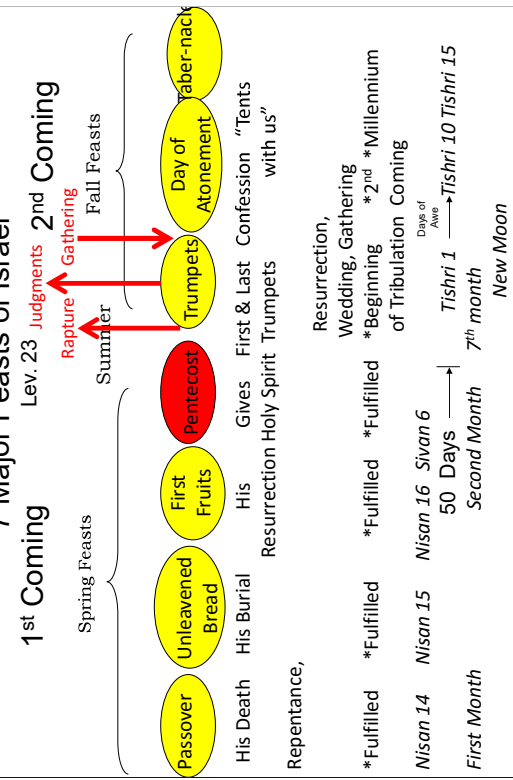 7 Major Feasts of Israel
Lev. 23
1st Coming
2nd Coming
Judgments
Rapture
Gathering
Spring Feasts
Summer
Fall Feasts
Passover
Unleavened
Bread
First
Fruits
Pentecost
Trumpets
Day of
Atonement
Taber-nacle
His Death
His Burial
His
Resurrection
Gives
Holy Spirit
First & Last
Trumpets
Confession
“Tents
with us”
Repentance,
Resurrection,
Wedding, Gathering
*Fulfilled
*Fulfilled
*Fulfilled
*Fulfilled
*Beginning
of Tribulation
*2nd
Coming
*Millennium
Nisan 14
Nisan 15
Nisan 16
Sivan 6
50 Days
Tishri 1
Days of
Awe
Tishri 10
Tishri 15
First Month
Second Month
7th month
New Moon